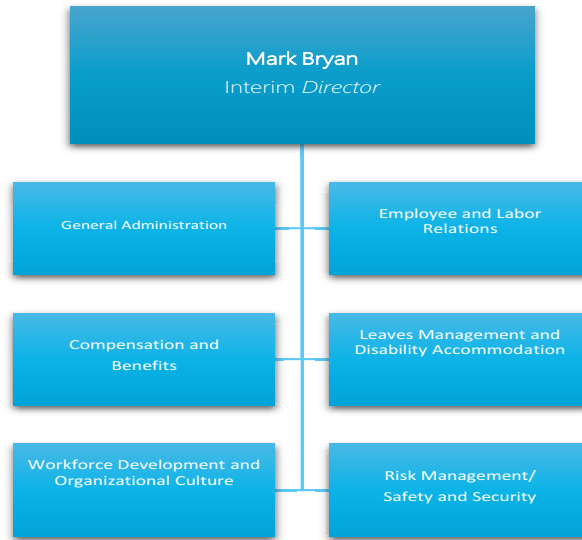 Mark Bryan
Interim Director
General Administration
Employee and Labor
Relations
Compensation and
Benefits
Leaves Management and
Disability Accommodation
Workforce Development and
Organizational Culture
Risk Management/
Safety and Security